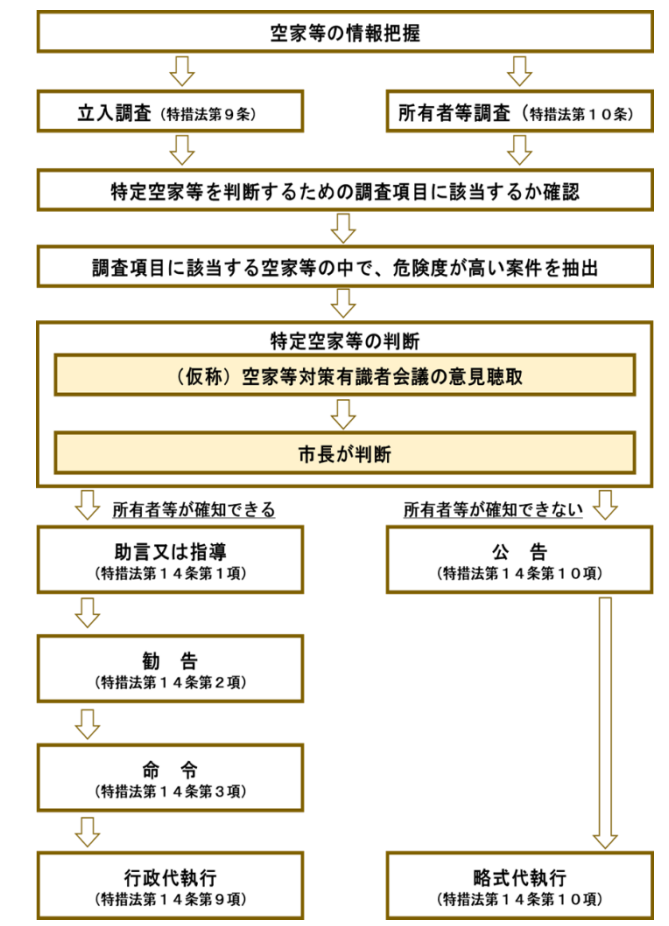 空家等の情報把握
立入調査（特措法第９条）
所有者等調査（特措法第１０条）
特定空家等を判断するための調査項目に該当するか確認
調査項目に該当する空家等の中で、危険度が高い案件を抽出
特定空家等の判断
（仮称）空家等対策有識者会議の意見聴取
市長が判断
所有者等が確知できる
所有者等が確知できない
助言又は指導
（特措法第１４条第１項）
公　告
（特措法第１４条第１０項）
勧　告
（特措法第１４条第２項）
命　令
（特措法第１４条第３項）
行政代執行
（特措法第１４条第９項）
略式代執行
（特措法第１４条第１０項）